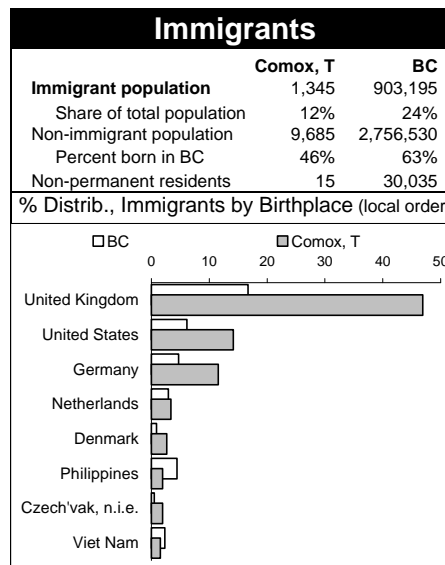 Immigrants
Comox, T BC
Immigrant population 1,345 903,195
Share of total population 12% 24%
Non-immigrant population 9,685 2,756,530
Percent born in BC 46% 63%
Non-permanent residents 15 30,035
% Distrib., Immigrants by Birthplace (local order
BC Comox, T
0 10 20 30 40 50
United Kingdom
United States
Germany
Netherlands
Denmark
Philippines
Czech'vak, n.i.e.
Viet Nam